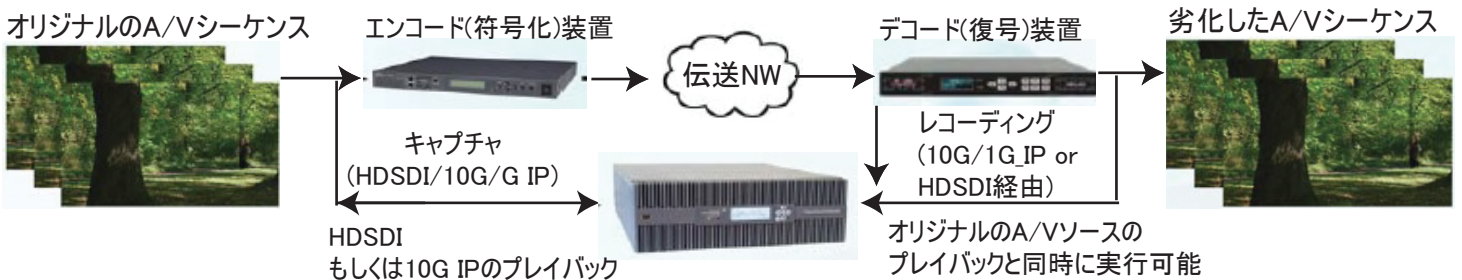 オリジナルのA/Vシーケンス
エンコード(符号化)装置
伝送NW
デコード(復号)装置
劣化したA/Vシーケンス
キャプチャ
(HDSDI/10G/G IP)
レコーディング
(10G/1G_IP or
HDSDI経由)
HDSDI
もしくは10G IPのプレイバック
オリジナルのA/Vソースの
プレイバックと同時に実行可能